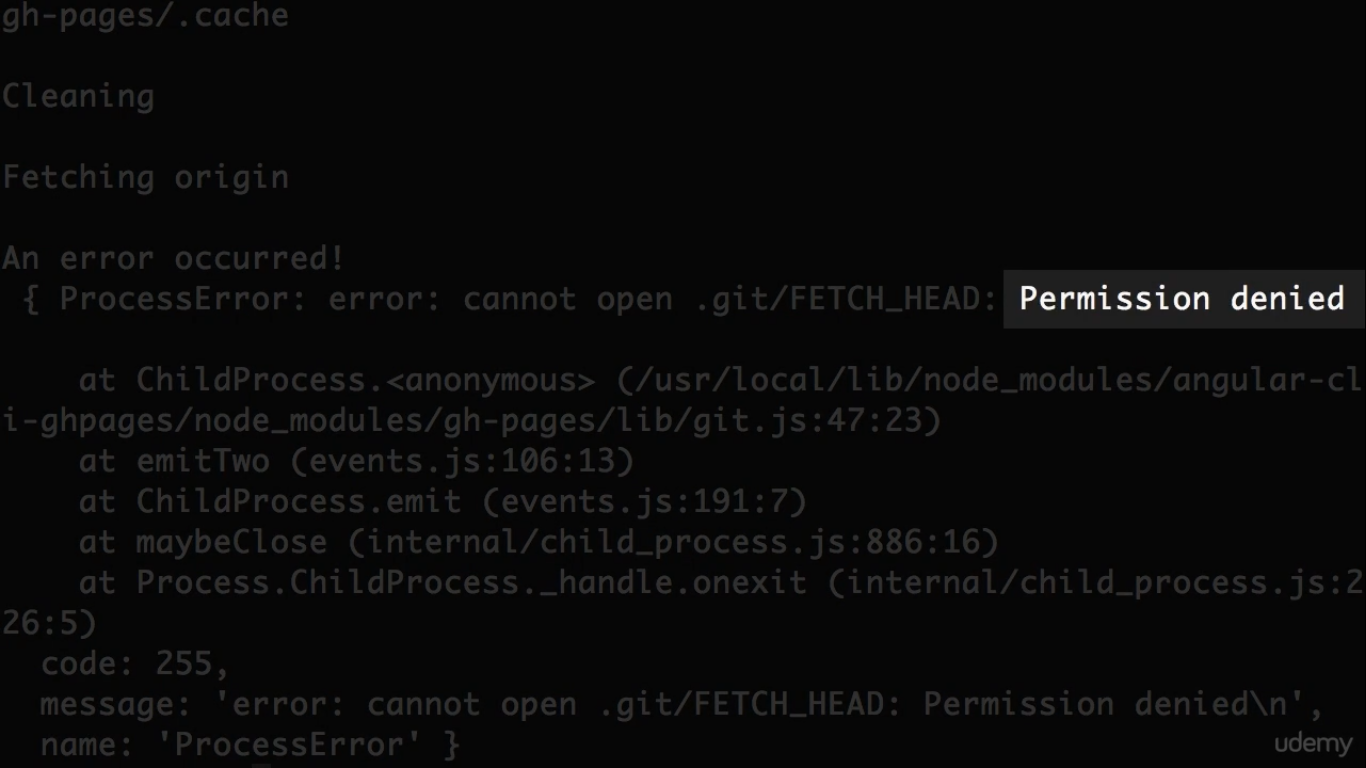 gh-pages/.cache
Cleaning
Fetching origin
An error occurred!
{ ProcessError: error: cannot open .git/FETCH_HEAD: Permission denied
at ChildProcess.<anonymous> (/usr/local/lib/node_modules/angular-cl
i-ghpages/node_modules/gh-pages/lib/git.js:47:23)
at emitTwo (events.js:106:13)
at ChildProcess.emit (events.js:191:7)
at maybeClose (internal/child_process.js:886:16)
at Process.ChildProcess._handle.onexit (internal/child_process.js:2
26:5)
code: 255,
message: 'error: cannot open .git/FETCH_HEAD: Permission denied\n',
name: 'ProcessError' }
udemy